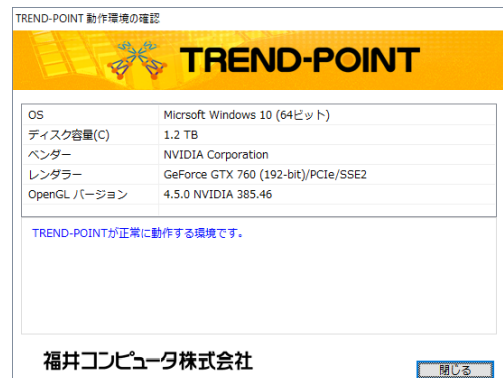 TREND-POINT 動作環境の確認
TREND-POINT
OS Micrsoft Windows 10 (64ビット)
ディスク容量(C) 1.2 TB
ベンダー NVIDIA Corporation
レンダラー GeForce GTX 760 (192-bit)/PCIe/SSE2
OpenGL バージョン 4.5.0 NVIDIA 385.46
TREND-POINTが正常に動作する環境です。
福井コンピュータ株式会社
閉じる